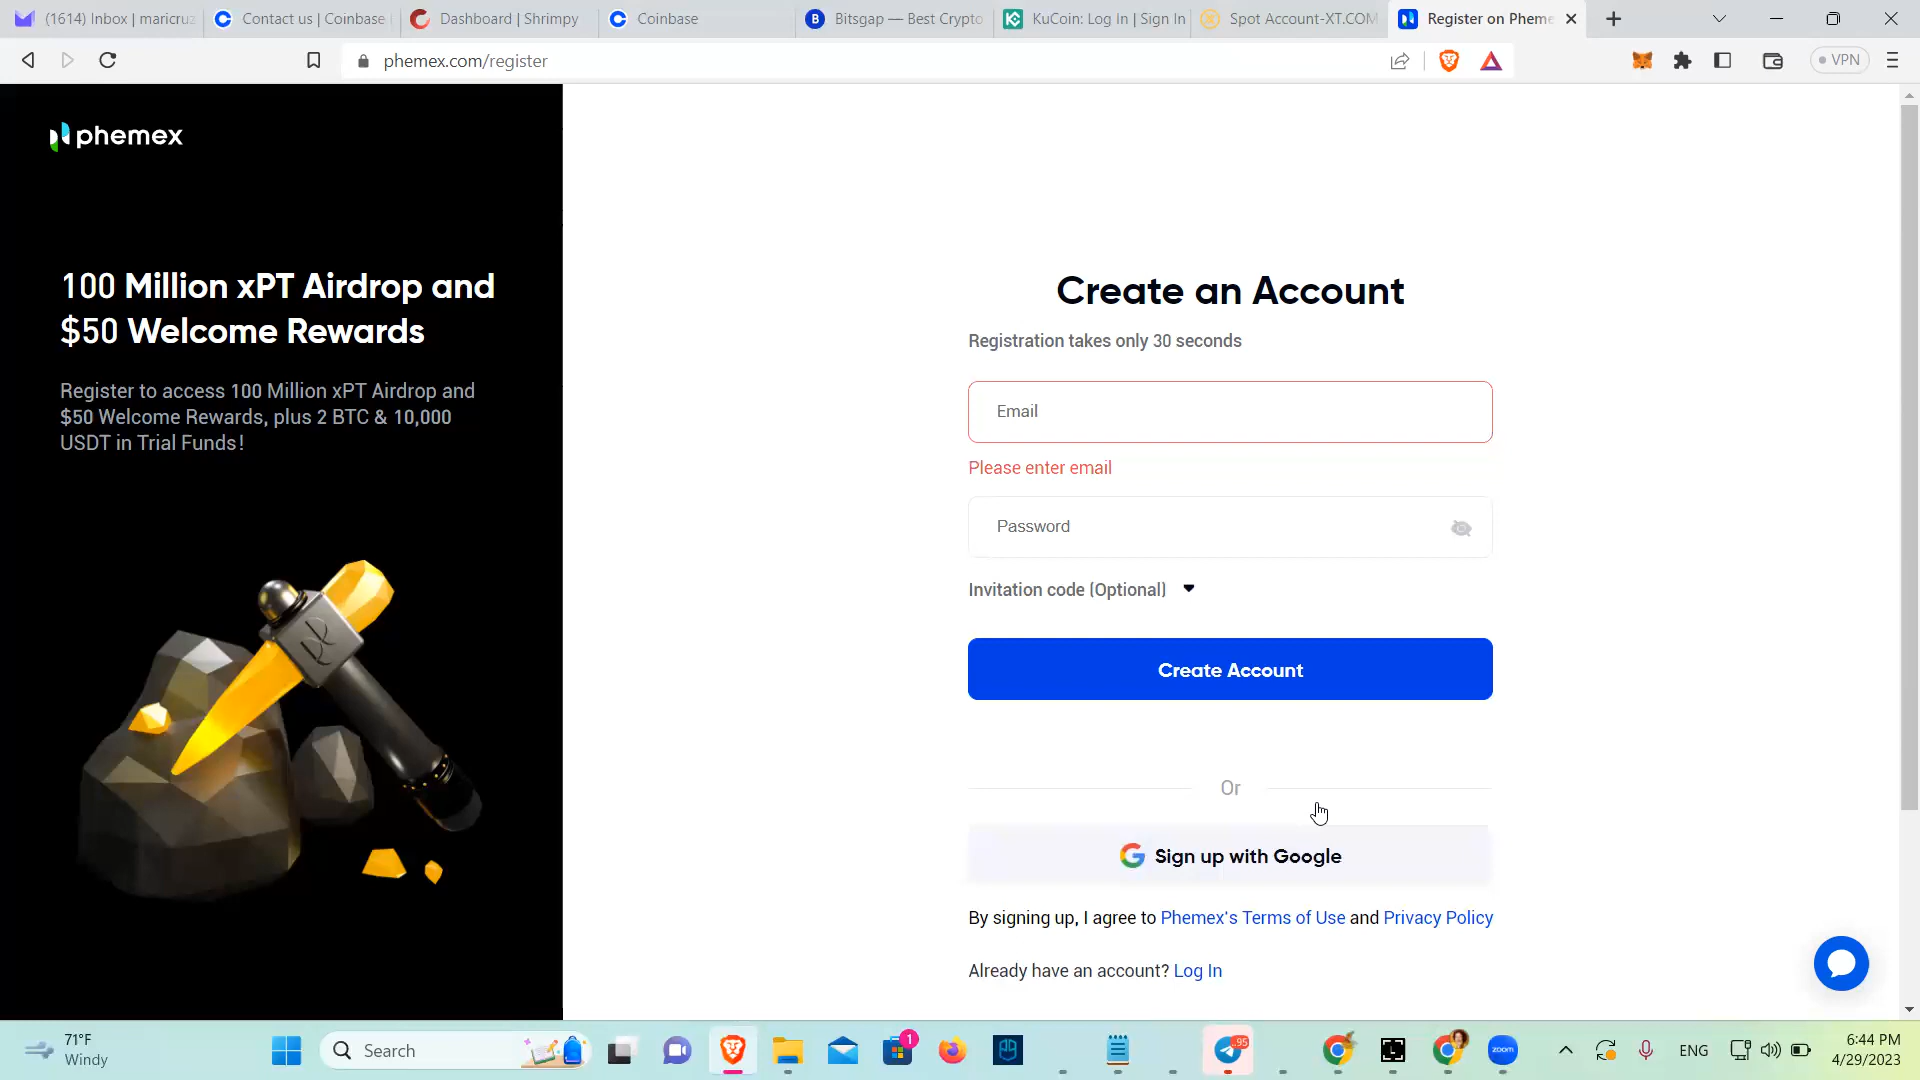 (1614) Inbox | maricruz
Contact us | Coinbase
Dashboard | Shrimpy
Coinbase
Bitsgap — Best Crypto
KuCoin: Log In | Sign In
Spot Account-XT.COM
Register on Pheme
phemex.com/register
VPN
phemex
100 Million xPT Airdrop and
$50 Welcome Rewards
Register to access 100 Million xPT Airdrop and
$50 Welcome Rewards, plus 2 BTC & 10,000
USDT in Trial Funds!
Create an Account
Registration takes only 30 seconds
Email
Please enter email
Password
Invitation code (Optional)
Create Account
Or
Sign up with Google
By signing up, I agree to Phemex's Terms of Use and Privacy Policy
Already have an account? Log In
71°F
Windy
Search
1
95
zoom
ENG
6:44 PM
4/29/2023